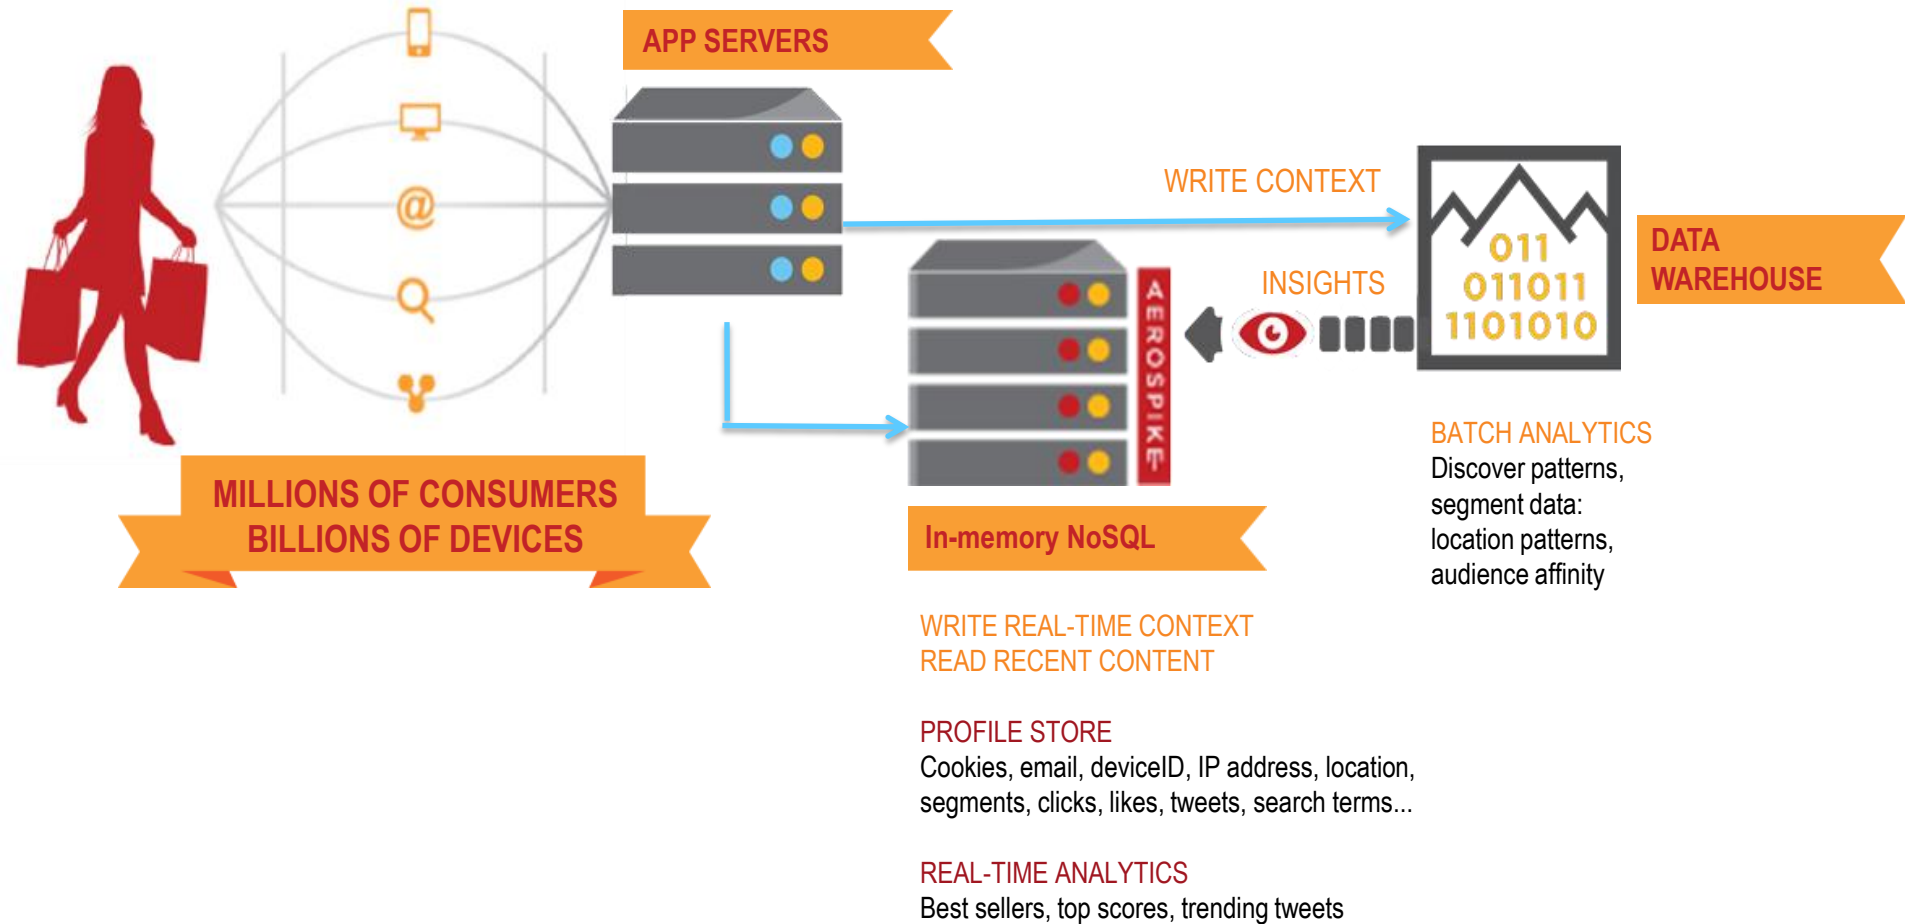 APP SERVERS
@
MILLIONS OF CONSUMERS
BILLIONS OF DEVICES
WRITE CONTEXT
INSIGHTS
AEROSPIKE
In-memory NoSQL
WRITE REAL-TIME CONTEXT
READ RECENT CONTENT
PROFILE STORE
Cookies, email, deviceID, IP address, location,
segments, clicks, likes, tweets, search terms...
REAL-TIME ANALYTICS
Best sellers, top scores, trending tweets
011
011011
1101010
DATA
WAREHOUSE
BATCH ANALYTICS
Discover patterns,
segment data:
location patterns,
audience affinity